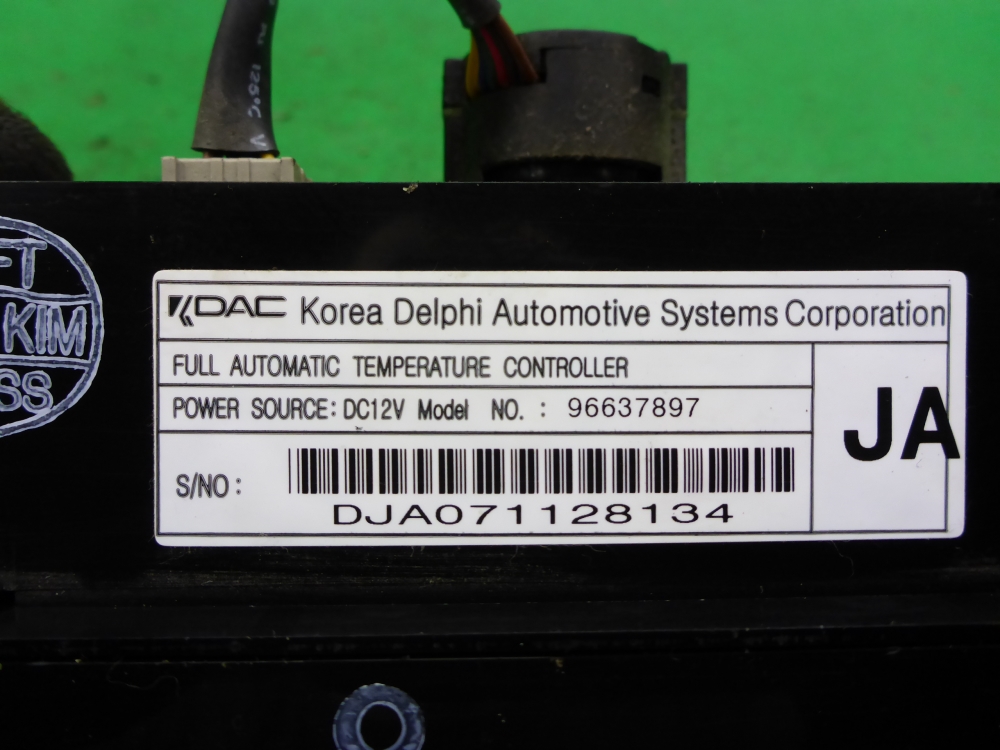 125°C V
-T
KIM
SS
KDAC Korea Delphi Automotive Systems Corporation
FULL AUTOMATIC TEMPERATURE CONTROLLER
POWER SOURCE: DC12V Model NO. : 96637897
JA
S/NO :
DJA071128134